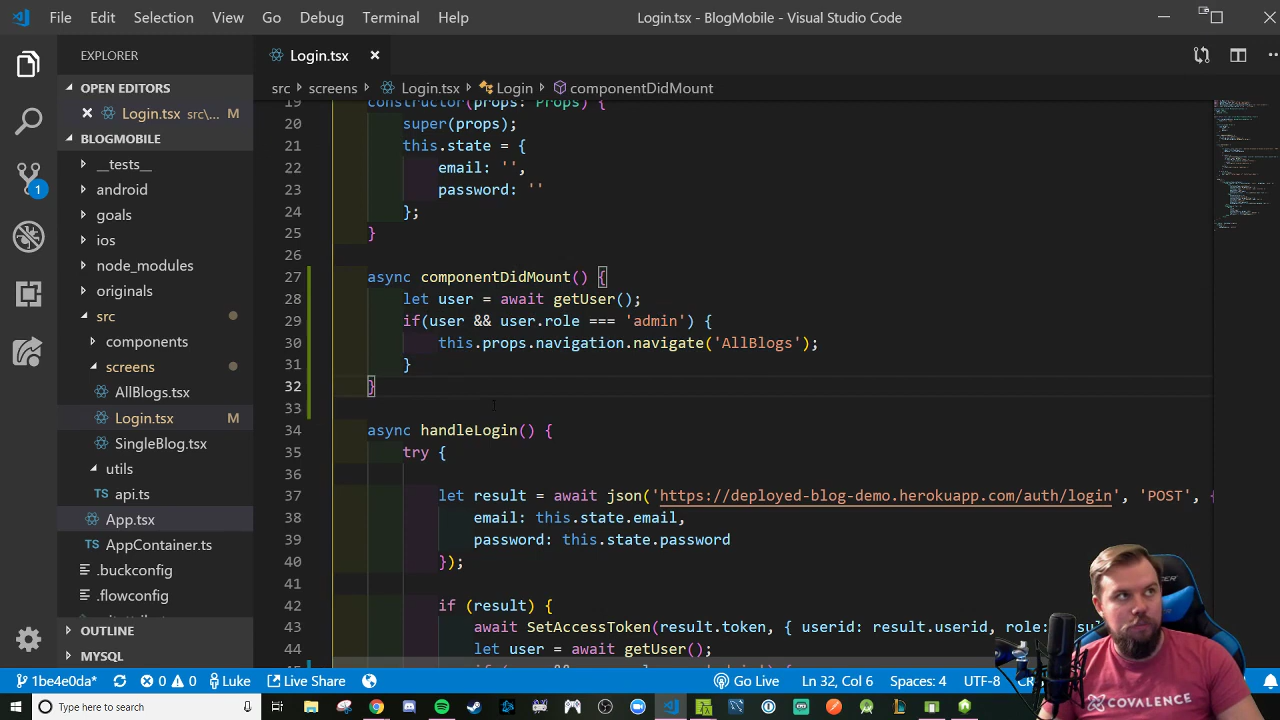 File Edit Selection View Go Debug Terminal Help
Login.tsx - BlogMobile - Visual Studio Code
EXPLORER
OPEN EDITORS
Login.tsx src\... M
BLOGMOBILE
__tests__
android
goals
ios
node_modules
originals
src
components
screens
AllBlogs.tsx
Login.tsx M
SingleBlog.tsx
utils
api.ts
App.tsx
AppContainer.ts
.buckconfig
.flowconfig
OUTLINE
MYSQL
1
Login.tsx
src › screens › Login.tsx › Login › componentDidMount
19 constructor(props: Props) {
20 super(props);
21 this.state = {
22 email: '',
23 password: ''
24 };
25 }
26
27 async componentDidMount() {
28 let user = await getUser();
29 if(user && user.role === 'admin') {
30 this.props.navigation.navigate('AllBlogs');
31 }
32 }
33
34 async handleLogin() {
35 try {
36
37 let result = await json('https://deployed-blog-demo.herokuapp.com/auth/login', 'POST', {
38 email: this.state.email,
39 password: this.state.password
40 });
41
42 if (result) {
43 await SetAccessToken(result.token, { userid: result.userid, role:
44 let user = await getUser();
1be4e0da* 0 0 Luke Live Share Go Live Ln 32, Col 6 Spaces: 4 UTF-8
Type here to search
COVALENCE